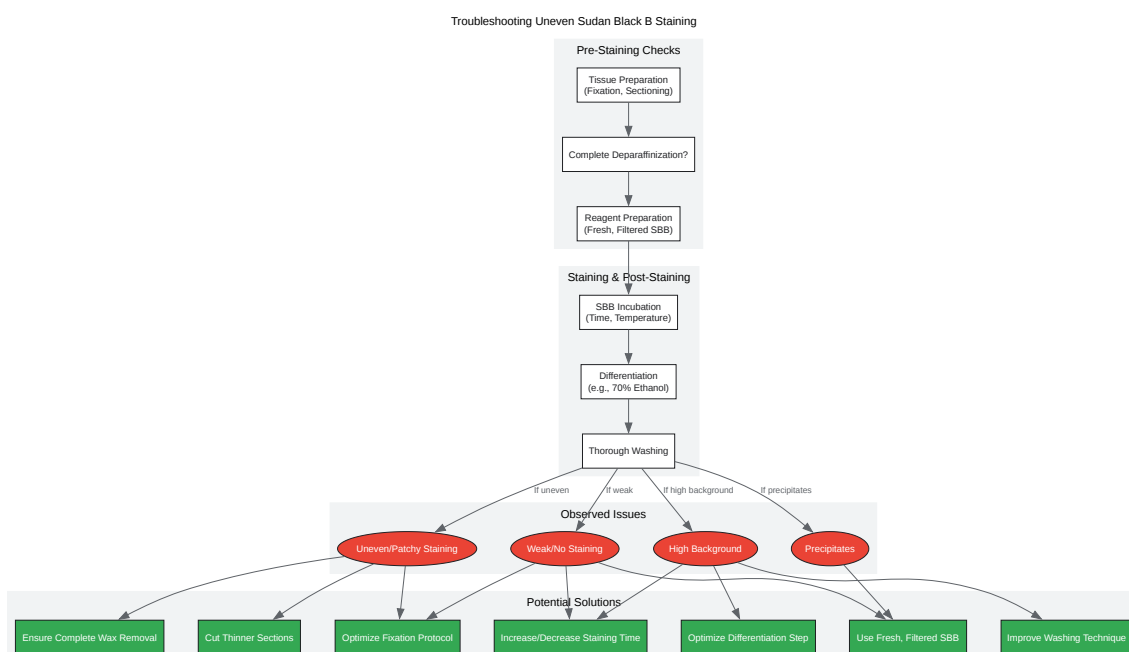 Troubleshooting Uneven Sudan Black B Staining
Pre-Staining Checks
Tissue Preparation
(Fixation, Sectioning)
Complete Deparaffinization?
Reagent Preparation
(Fresh, Filtered SBB)
Staining & Post-Staining
SBB Incubation
(Time, Temperature)
Differentiation
(e.g., 70% Ethanol)
Thorough Washing
If uneven
If weak
If high background
If precipitates
Observed Issues
Uneven/Patchy Staining
Weak/No Staining
High Background
Precipitates
Potential Solutions
Ensure Complete Wax Removal
Cut Thinner Sections
Optimize Fixation Protocol
Increase/Decrease Staining Time
Optimize Differentiation Step
Use Fresh, Filtered SBB
Improve Washing Technique